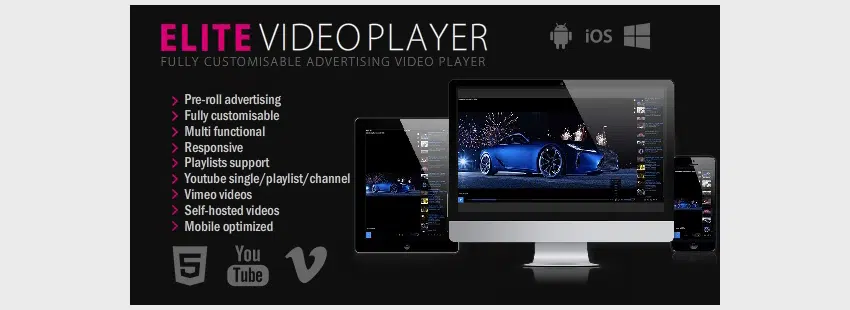 ELITE VIDEO PLAYER
FULLY CUSTOMISABLE ADVERTISING VIDEO PLAYER
iOS
Pre-roll advertising
Fully customisable
Multi functional
Responsive
Playlists support
Youtube single/playlist/channel
Vimeo videos
Self-hosted videos
Mobile optimized
5
You
Tube